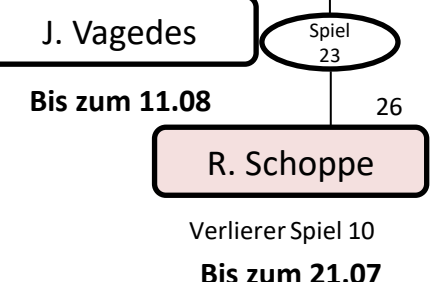 J. Vagedes
Spiel
23
Bis zum 11.08
26
R. Schoppe
Verlierer Spiel 10
Bis zum 21.07